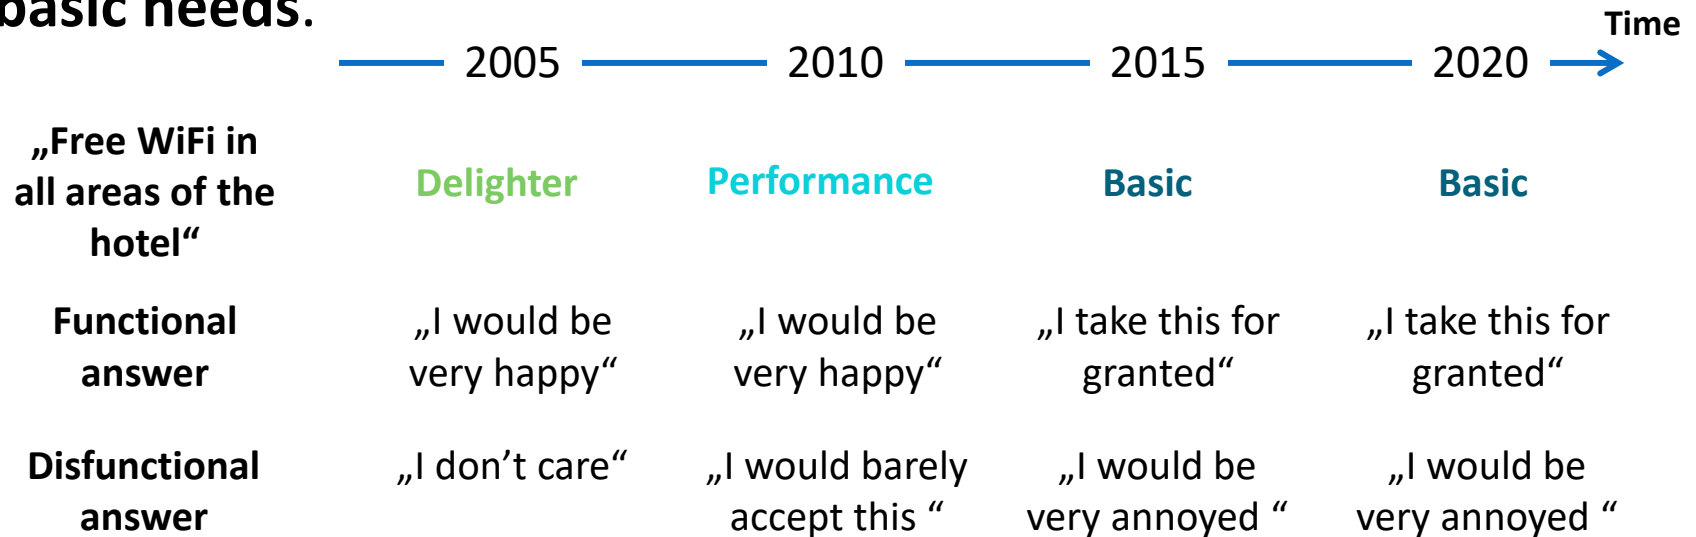 basic needs.
Time
2005 2010 2015 2020
„Free WiFi in
all areas of the
hotel“
Delighter Performance Basic Basic
Functional
answer
„I would be
very happy“
„I would be
very happy“
„I take this for
granted“
„I take this for
granted“
Disfunctional
answer
„I don’t care“
„I would barely
accept this “
„I would be
very annoyed “
„I would be
very annoyed “